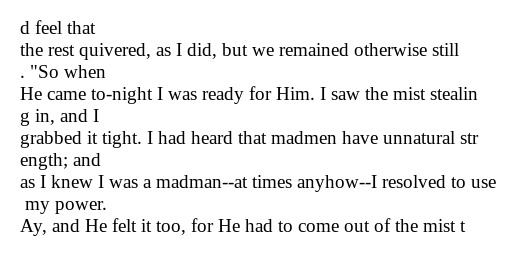 d feel that
the rest quivered, as I did, but we remained otherwise still
. "So when
He came to-night I was ready for Him. I saw the mist stealin
g in, and I
grabbed it tight. I had heard that madmen have unnatural str
ength; and
as I knew I was a madman--at times anyhow--I resolved to use
 my power.
Ay, and He felt it too, for He had to come out of the mist t